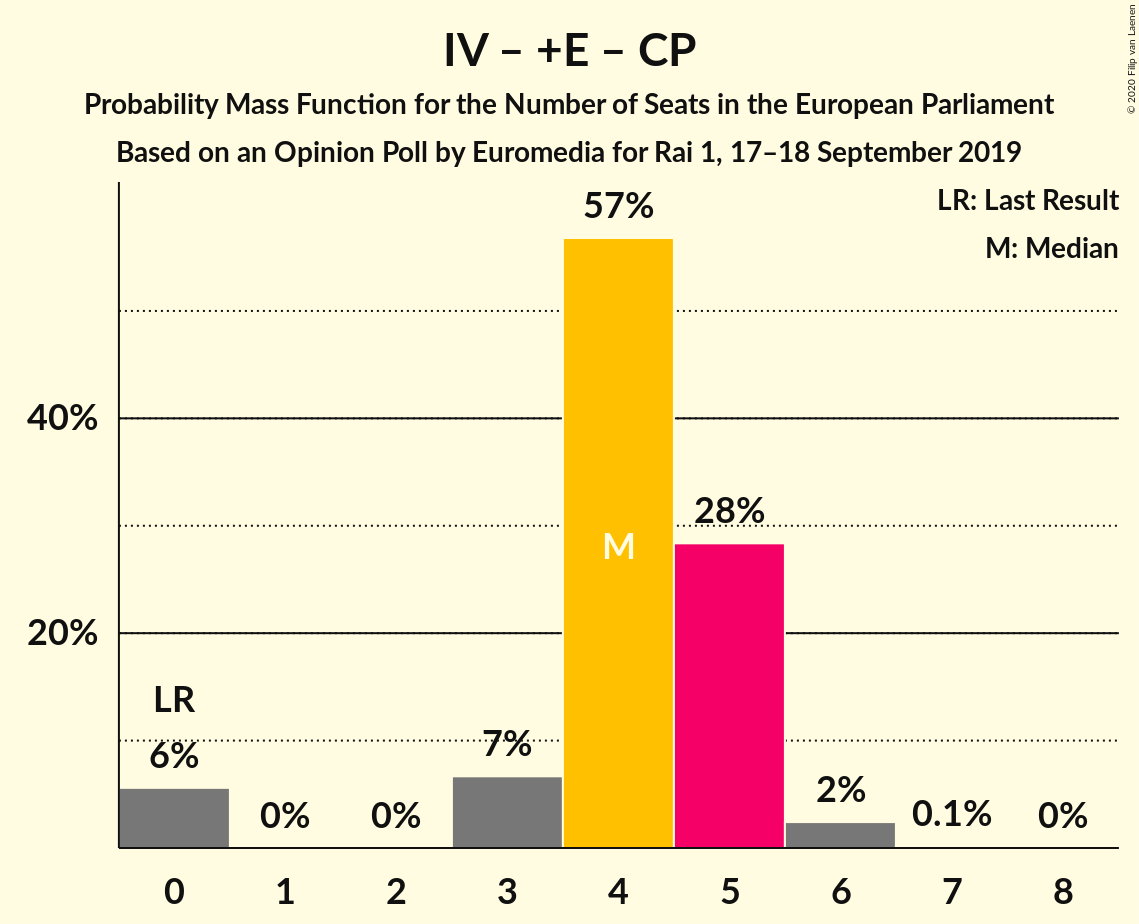 IV – +E – CP
Probability Mass Function for the Number of Seats in the European Parliament
Based on an Opinion Poll by Euromedia for Rai 1, 17–18 September 2019
© 2020 Filip van Laenen
LR: Last Result
M: Median
57%
40%
28%
M
20%
LR
6%
0%
0%
7%
2%
0.1%
0%
0 1 2 3 4 5 6 7 8